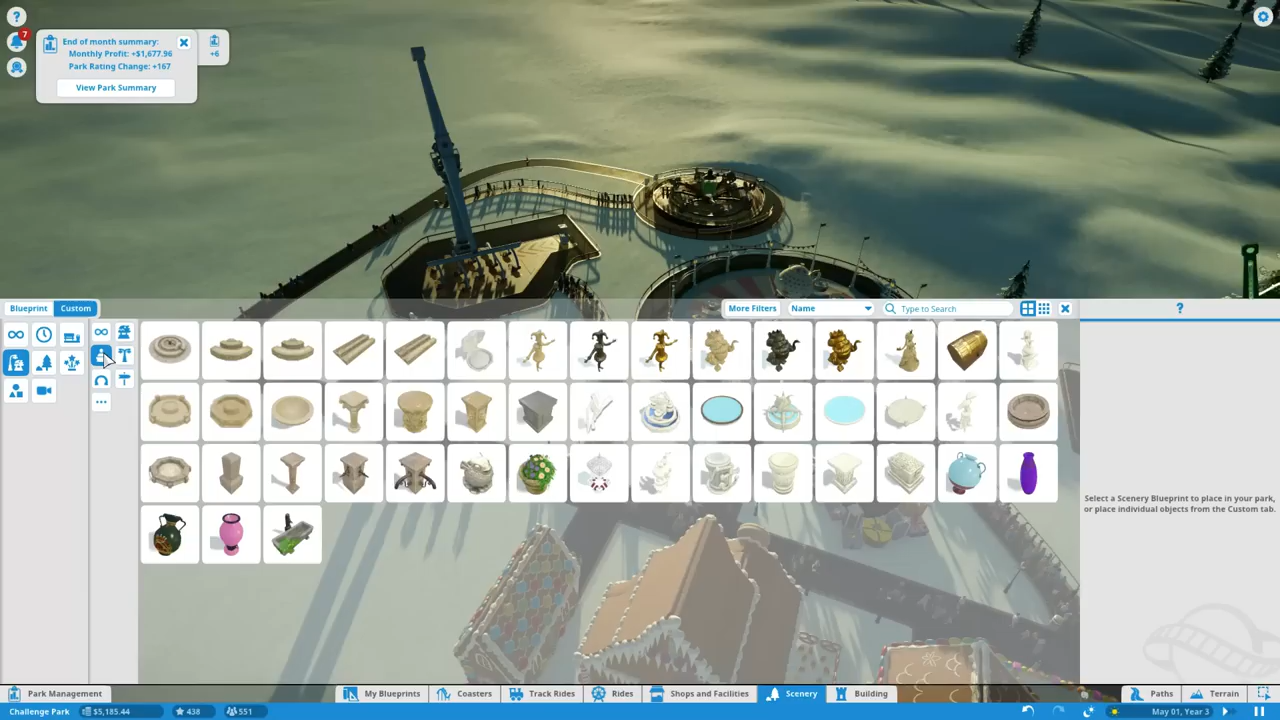 ?
7
End of month summary:
Monthly Profit: +$1,677.96
Park Rating Change: +167
View Park Summary
+6
Blueprint
Custom
More Filters
Name
Type to Search
?
Select a Scenery Blueprint to place in your park,
or place individual objects from the Custom tab.
Park Management
My Blueprints
Coasters
Track Rides
Rides
Shops and Facilities
Scenery
Building
Paths
Terrain
Challenge Park
$5,185.44
438
551
May 01, Year 3